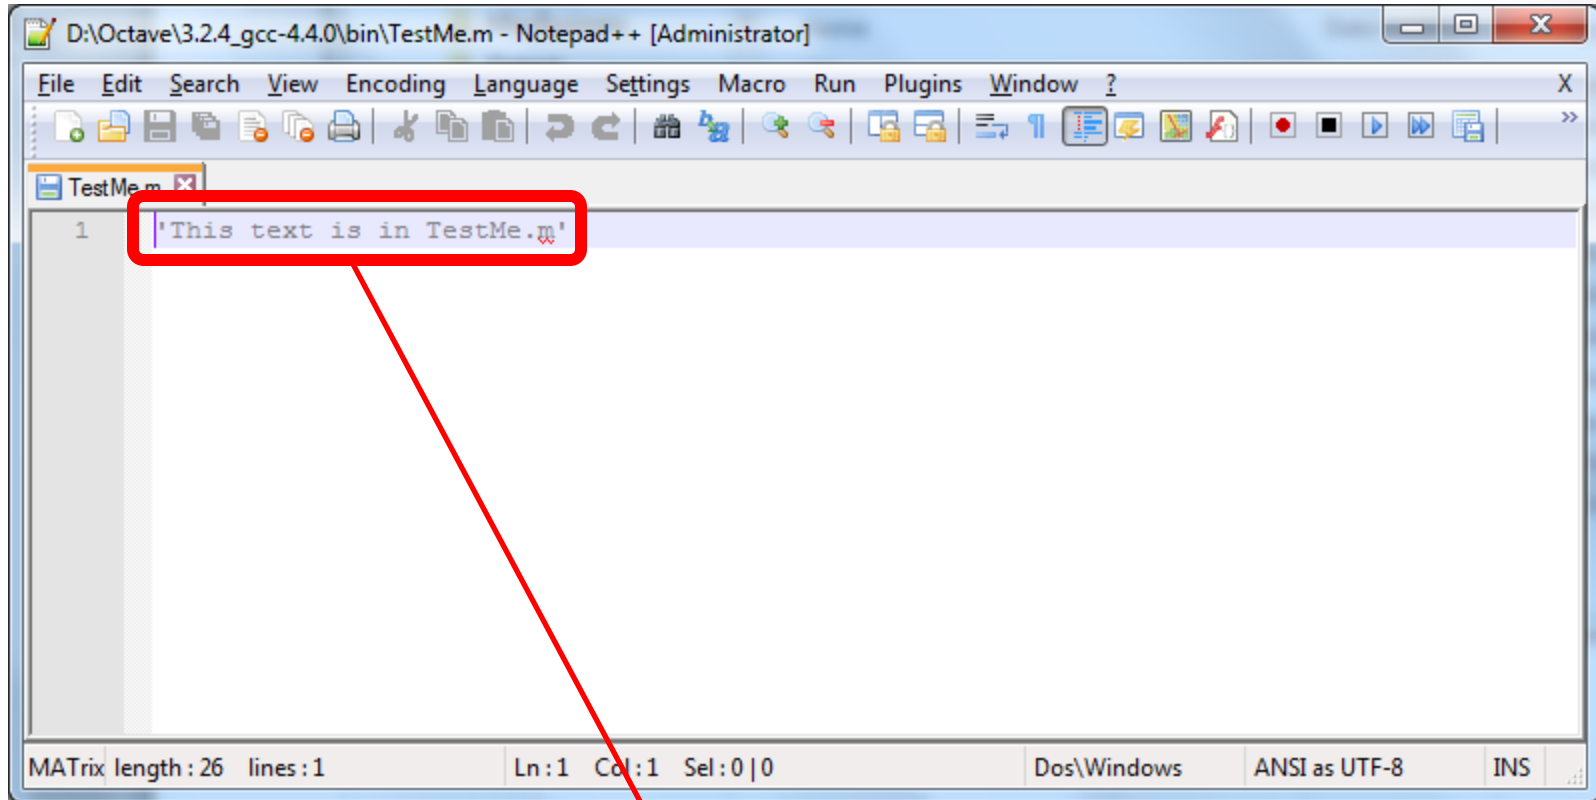 D:\Octave\3.2.4_gcc-4.4.0\bin\TestMe.m - Notepad++ [Administrator]
File Edit Search View Encoding Language Settings Macro Run Plugins Window ? X
TestMe.m
1 'This text is in TestMe.m'
MATrix length : 26 lines : 1 Ln : 1 Col : 1 Sel : 0 | 0 Dos\Windows ANSI as UTF-8 INS